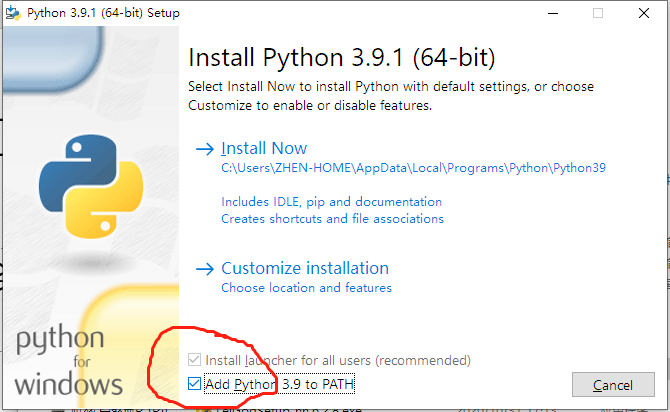 Python 3.9.1 (64-bit) Setup
Install Python 3.9.1 (64-bit)
Select Install Now to install Python with default settings, or choose
Customize to enable or disable features.
Install Now
C:\Users\ZHEN-HOME\AppData\Local\Programs\Python\Python39
Includes IDLE, pip and documentation
Creates shortcuts and file associations
Customize installation
Choose location and features
python
for
windows
Install launcher for all users (recommended)
Add Python 3.9 to PATH
Cancel